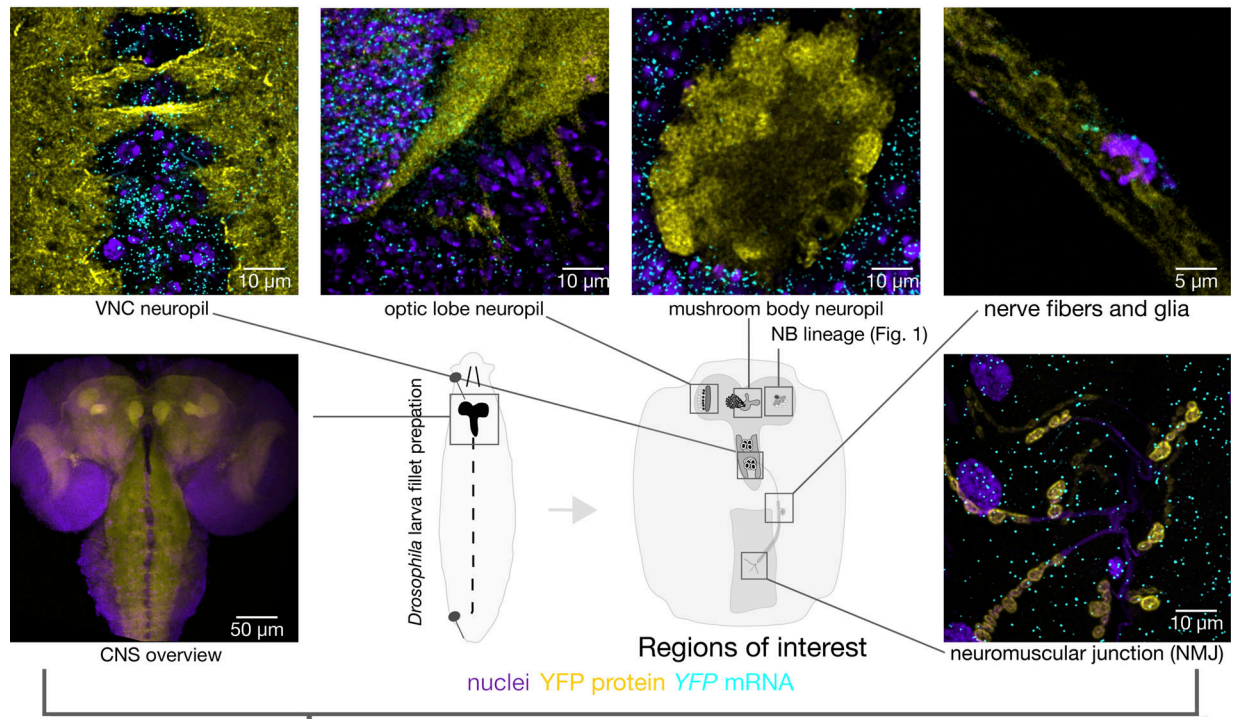 10 µm
10 µm
10 µm
5 µm
VNC neuropil
optic lobe neuropil
mushroom body neuropil
nerve fibers and glia
NB lineage (Fig. 1)
Drosophila larva fillet prepation
50 µm
10 µm
CNS overview
Regions of interest
neuromuscular junction (NMJ)
nuclei YFP protein YFP mRNA